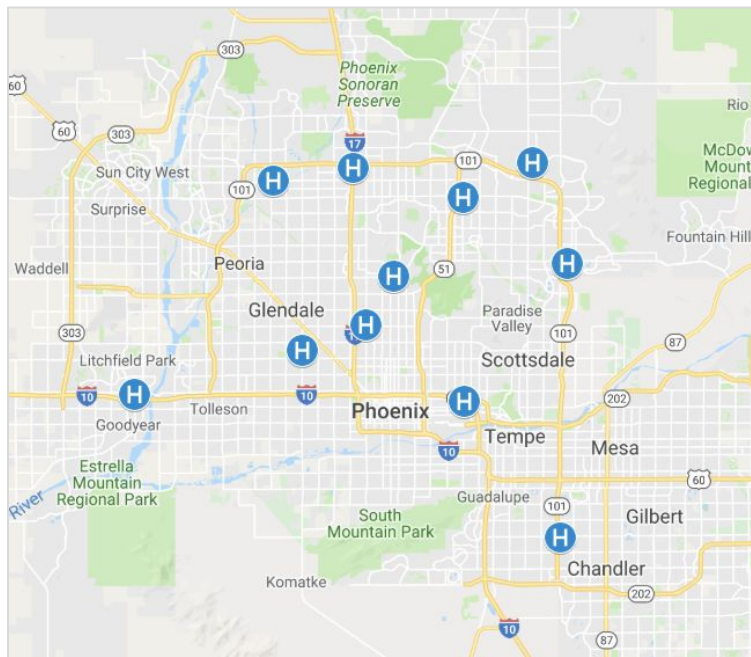 303
Phoenix
Sonoran
Preserve
60
60
303
17
Rio
McDow
Mount
Regional
H
101
H
Sun City West
H
101
H
Surprise
Fountain Hill
Peoria
Waddell
51
H
H
Glendale
Paradise
Valley
303
H
101
87
Litchfield Park
H
Scottsdale
H
10
Tolleson
10
Phoenix
H
202
Goodyear
Tempe
Mesa
Estrella
Mountain
Regional Park
10
60
River
Guadalupe
101
South
Mountain Park
Gilbert
H
Komatke
Chandler
202
10
87